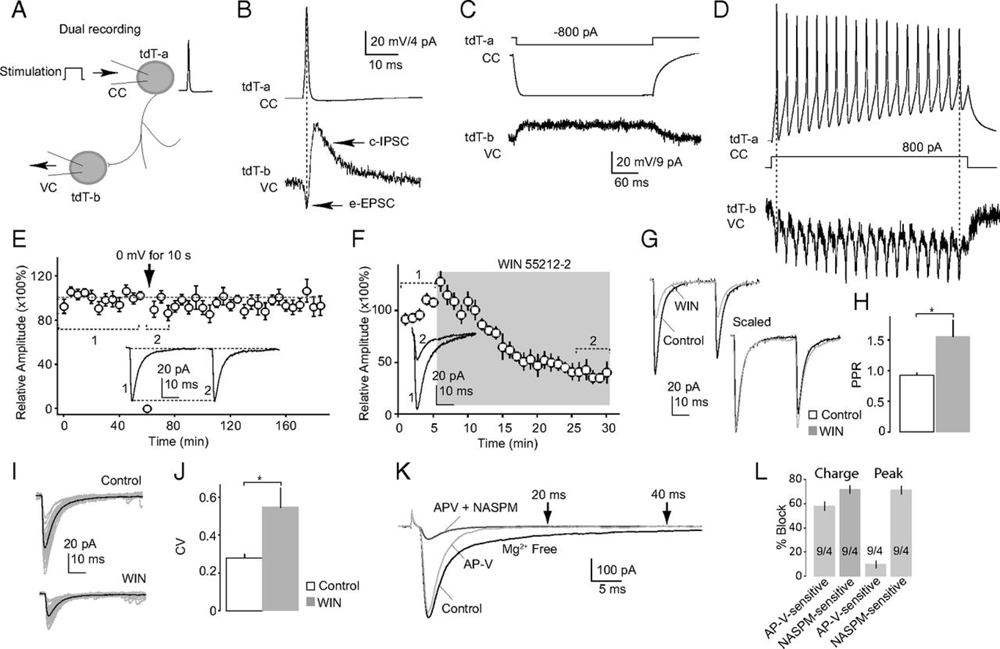 A
Dual recording
tdT-a
Stimulation
CC
VC
tdT-b
B
20 mV/4 pA
10 ms
tdT-a
CC
c-IPSC
tdT-b
VC
e-EPSC
C
tdT-a
-800 pA
CC
tdT-b
VC
20 mV/9 pA
60 ms
D
tdT-a
CC
800 pA
tdT-b
VC
E
0 mV for 10 s
Relative Amplitude (x100%)
120
80
40
0
1
2
1
2
20 pA
10 ms
0 40 80 120 160
Time (min)
F
WIN 55212-2
Relative Amplitude (x100%)
100
50
0
1
2
2
1
20 pA
10 ms
0 5 10 15 20 25 30
Time (min)
G
WIN
Control
Scaled
20 pA
10 ms
H
*
PPR
1.5
1.0
0.5
0
Control
WIN
I
Control
20 pA
10 ms
WIN
J
*
CV
0.6
0.4
0.2
0
Control
WIN
K
20 ms
40 ms
APV + NASPM
Mg²⁺ Free
AP-V
Control
100 pA
5 ms
L
Charge Peak
% Block
80
60
40
20
0
9/4 9/4 9/4 9/4
AP-V-sensitive
NASPM-sensitive
AP-V-sensitive
NASPM-sensitive